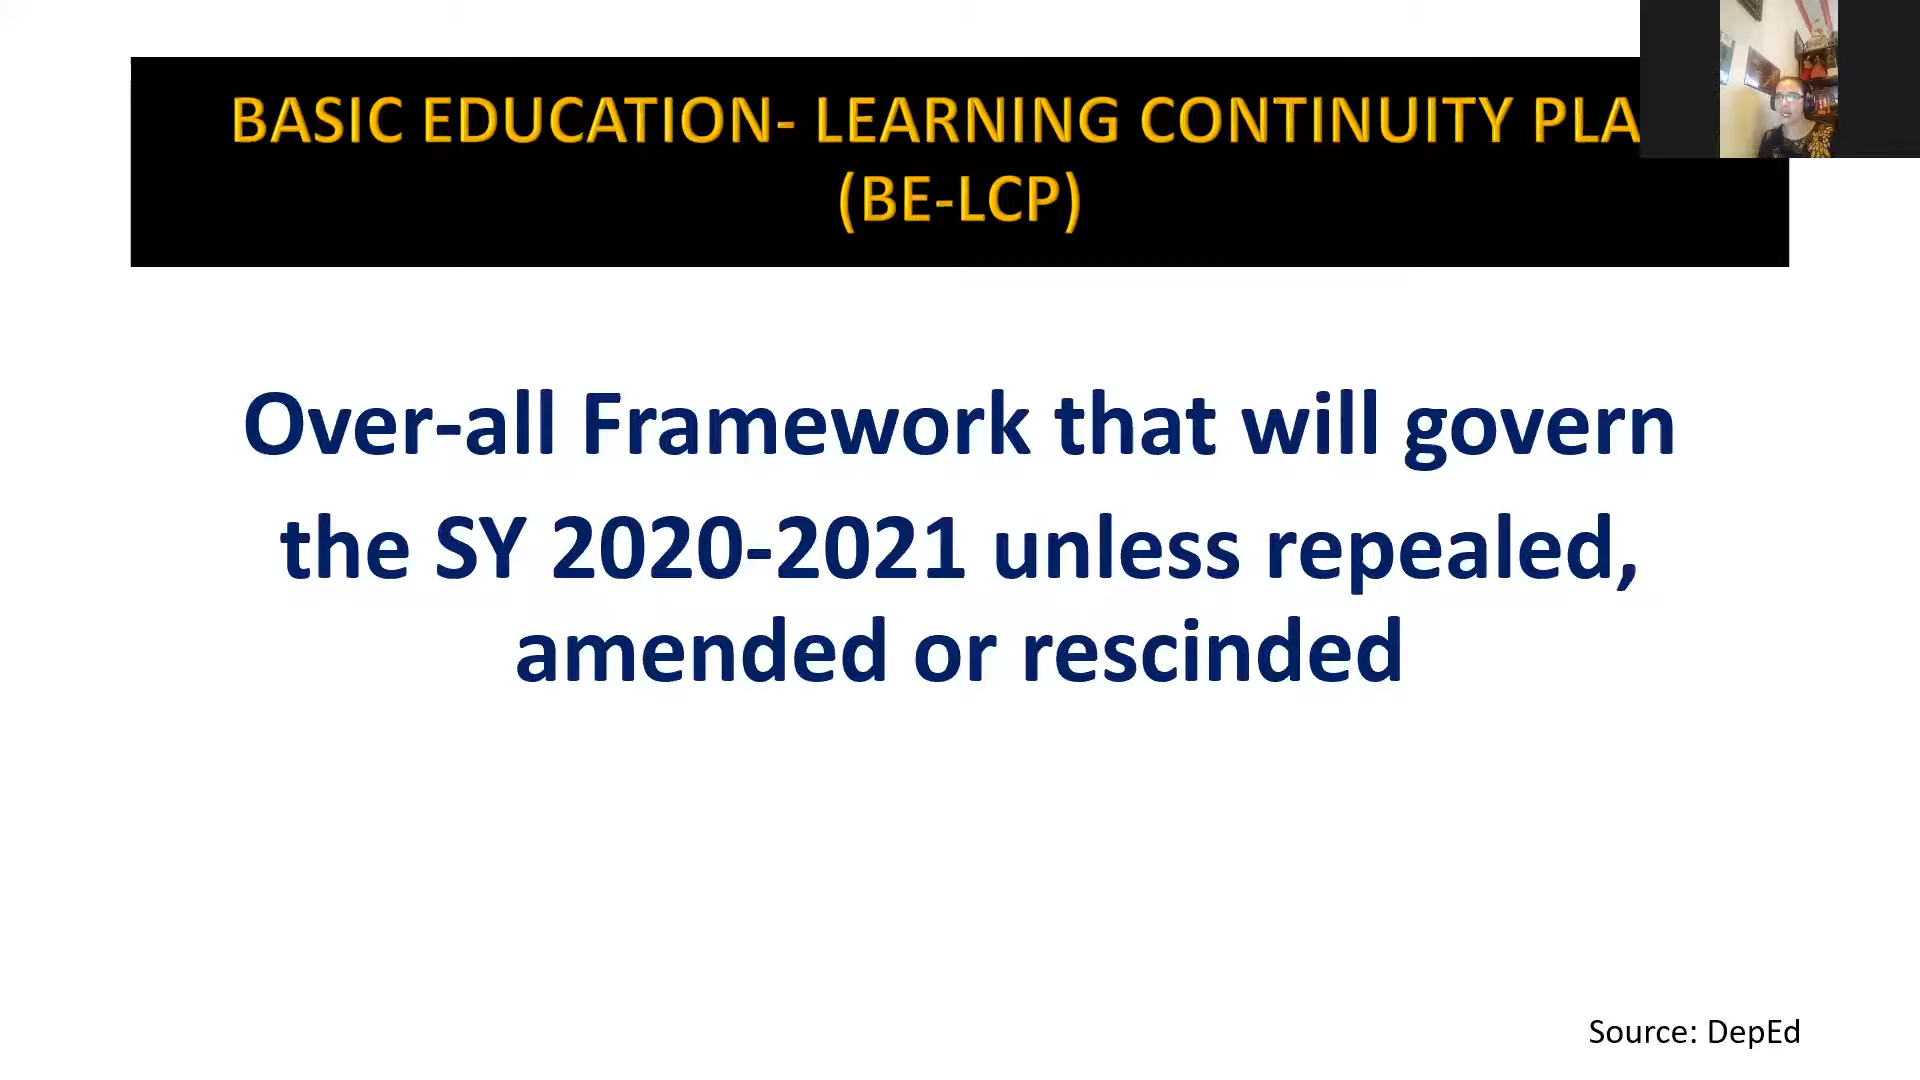 BASIC EDUCATION- LEARNING CONTINUITY PLA
(BE-LCP)
Over-all Framework that will govern
the SY 2020-2021 unless repealed,
amended or rescinded
Source: DepEd